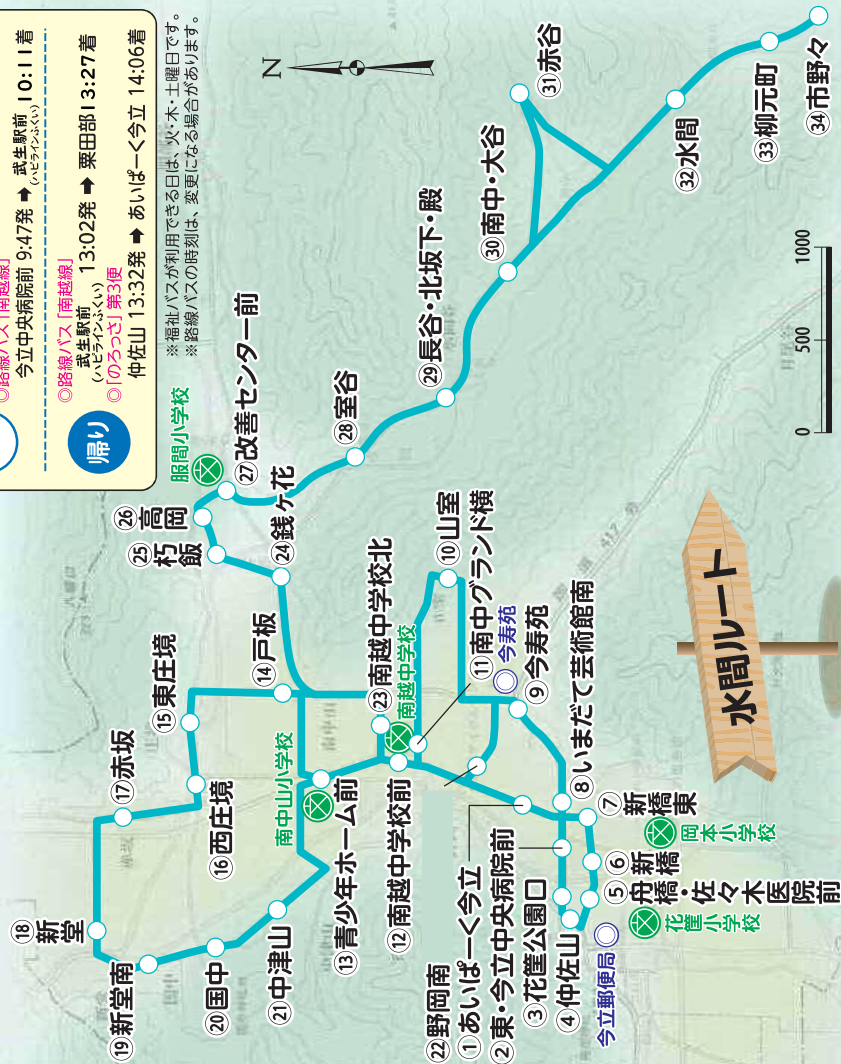 ◎路線バス「南越線」
今立中央病院前 9:47発 ➡ 武生駅前 10:11着
(ハピラインふくい)
帰り
◎路線バス「南越線」
武生駅前 13:02発 ➡ 粟田部13:27着
(ハピラインふくい)
◎「のろっさ」第3便
仲佐山 13:32発 ➡ あいぱーく今立 14:06着
※福祉バスが利用できる日は、火・木・土曜日です。
※路線バスの時刻は、変更になる場合があります。
N
水間ルート
0 500 1000
①あいぱーく今立
②東・今立中央病院前
③花筐公園口
④仲佐山
⑤舟橋・佐々木医院前
⑥新橋
⑦新橋東
⑧いまだて芸術館南
⑨今寿苑
⑩山室
⑪南中グランド横
⑫南越中学校前
⑬青少年ホーム前
⑭戸板
⑮東庄境
⑯西庄境
⑰赤坂
⑱新堂
⑲新堂南
⑳国中
㉑中津山
㉒野岡南
㉓南越中学校北
㉔銭ヶ花
㉕朽飯
㉖高岡
㉗改善センター前
㉘室谷
㉙長谷・北坂下・殿
㉚南中・大谷
㉛赤谷
㉜水間
㉝柳元町
㉞市野々
服間小学校
南中山小学校
南越中学校
今寿苑
岡本小学校
花筐小学校
今立郵便局